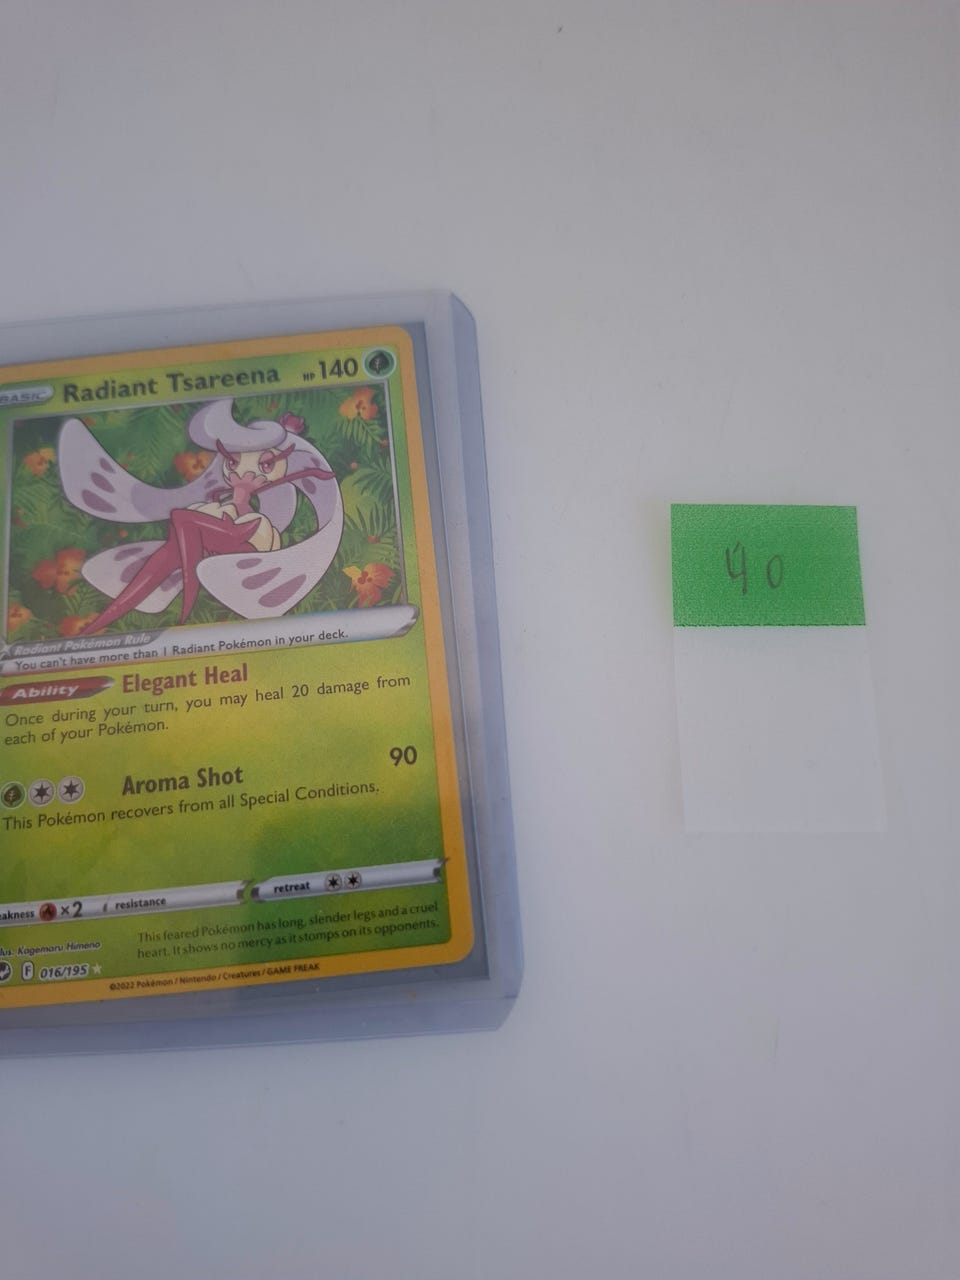 BASIC
Radiant Tsareena
HP 140
Radiant Pokémon Rule
You can't have more than 1 Radiant Pokémon in your deck.
Ability Elegant Heal
Once during your turn, you may heal 20 damage from
each of your Pokémon.
Aroma Shot 90
This Pokémon recovers from all Special Conditions.
eakness ×2 resistance retreat
This feared Pokémon has long, slender legs and a cruel
heart. It shows no mercy as it stomps on its opponents.
lus. Kagemaru Himeno
F 016/195
©2022 Pokémon / Nintendo / Creatures / GAME FREAK
40